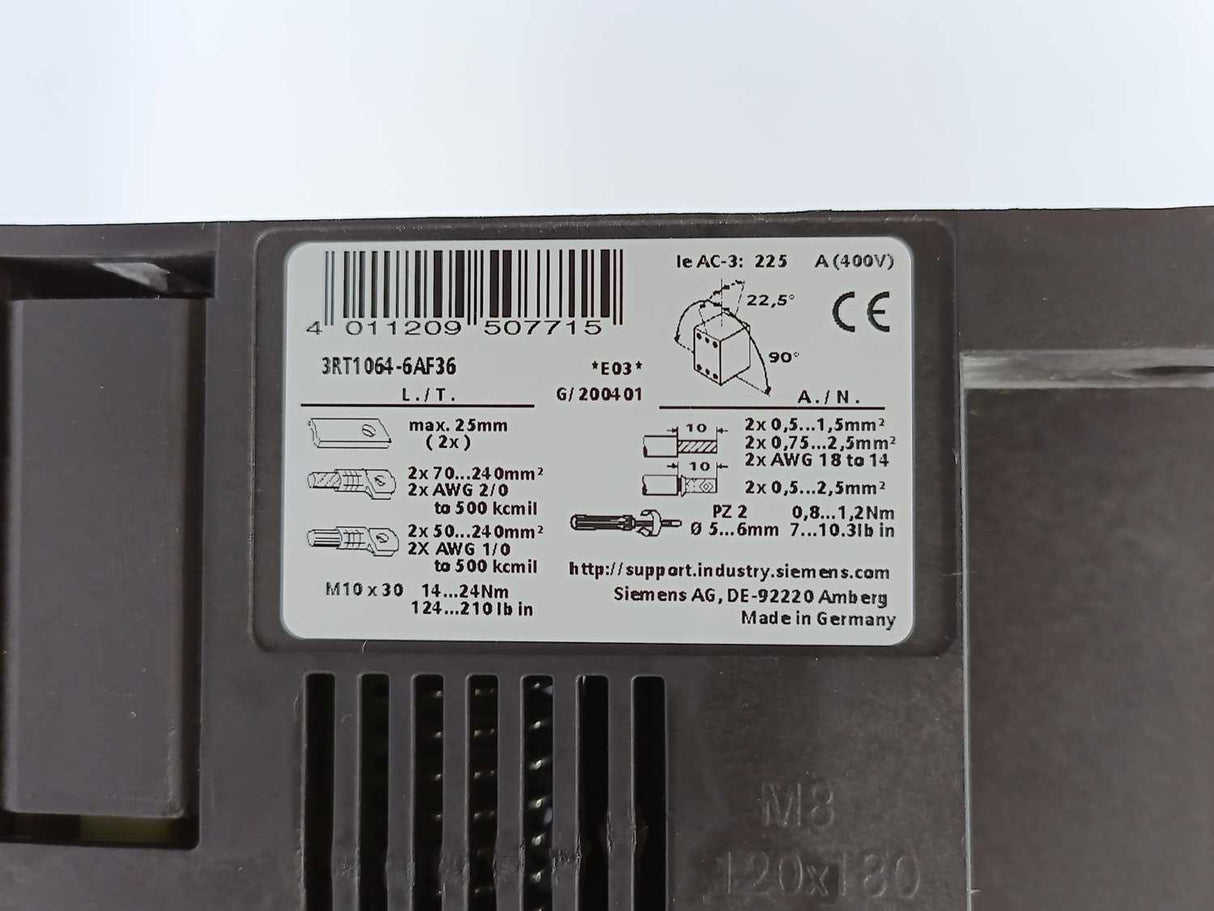 4 011209 507715
3RT1064-6AF36
*E03*
L./T.
G/200401
max. 25mm
(2x)
2x 70...240mm²
2x AWG 2/0
to 500 kcmil
2x 50...240mm²
2X AWG 1/0
to 500 kcmil
M10 x 30 14...24Nm
124...210 lb in
Ie AC-3: 225 A (400V)
22,5°
CE
90°
A./N.
10
2x 0,5...1,5mm²
2x 0,75...2,5mm²
2x AWG 18 to 14
10
2x 0,5...2,5mm²
PZ 2 0,8...1,2Nm
Ø 5...6mm 7...10.3lb in
http://support.industry.siemens.com
Siemens AG, DE-92220 Amberg
Made in Germany
M8
120x180